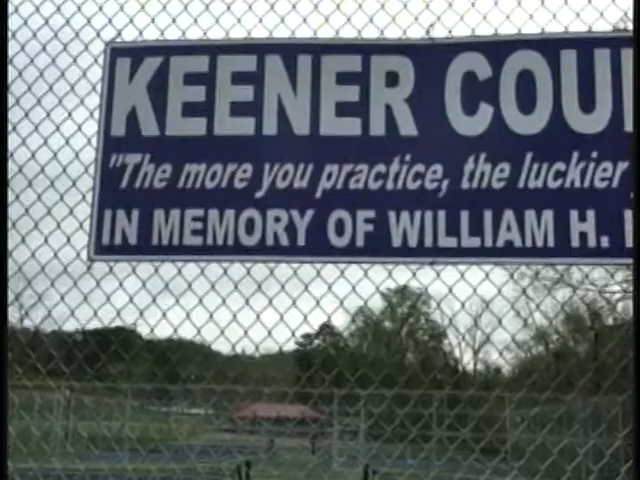 KEENER COU
"The more you practice, the luckier
IN MEMORY OF WILLIAM H.